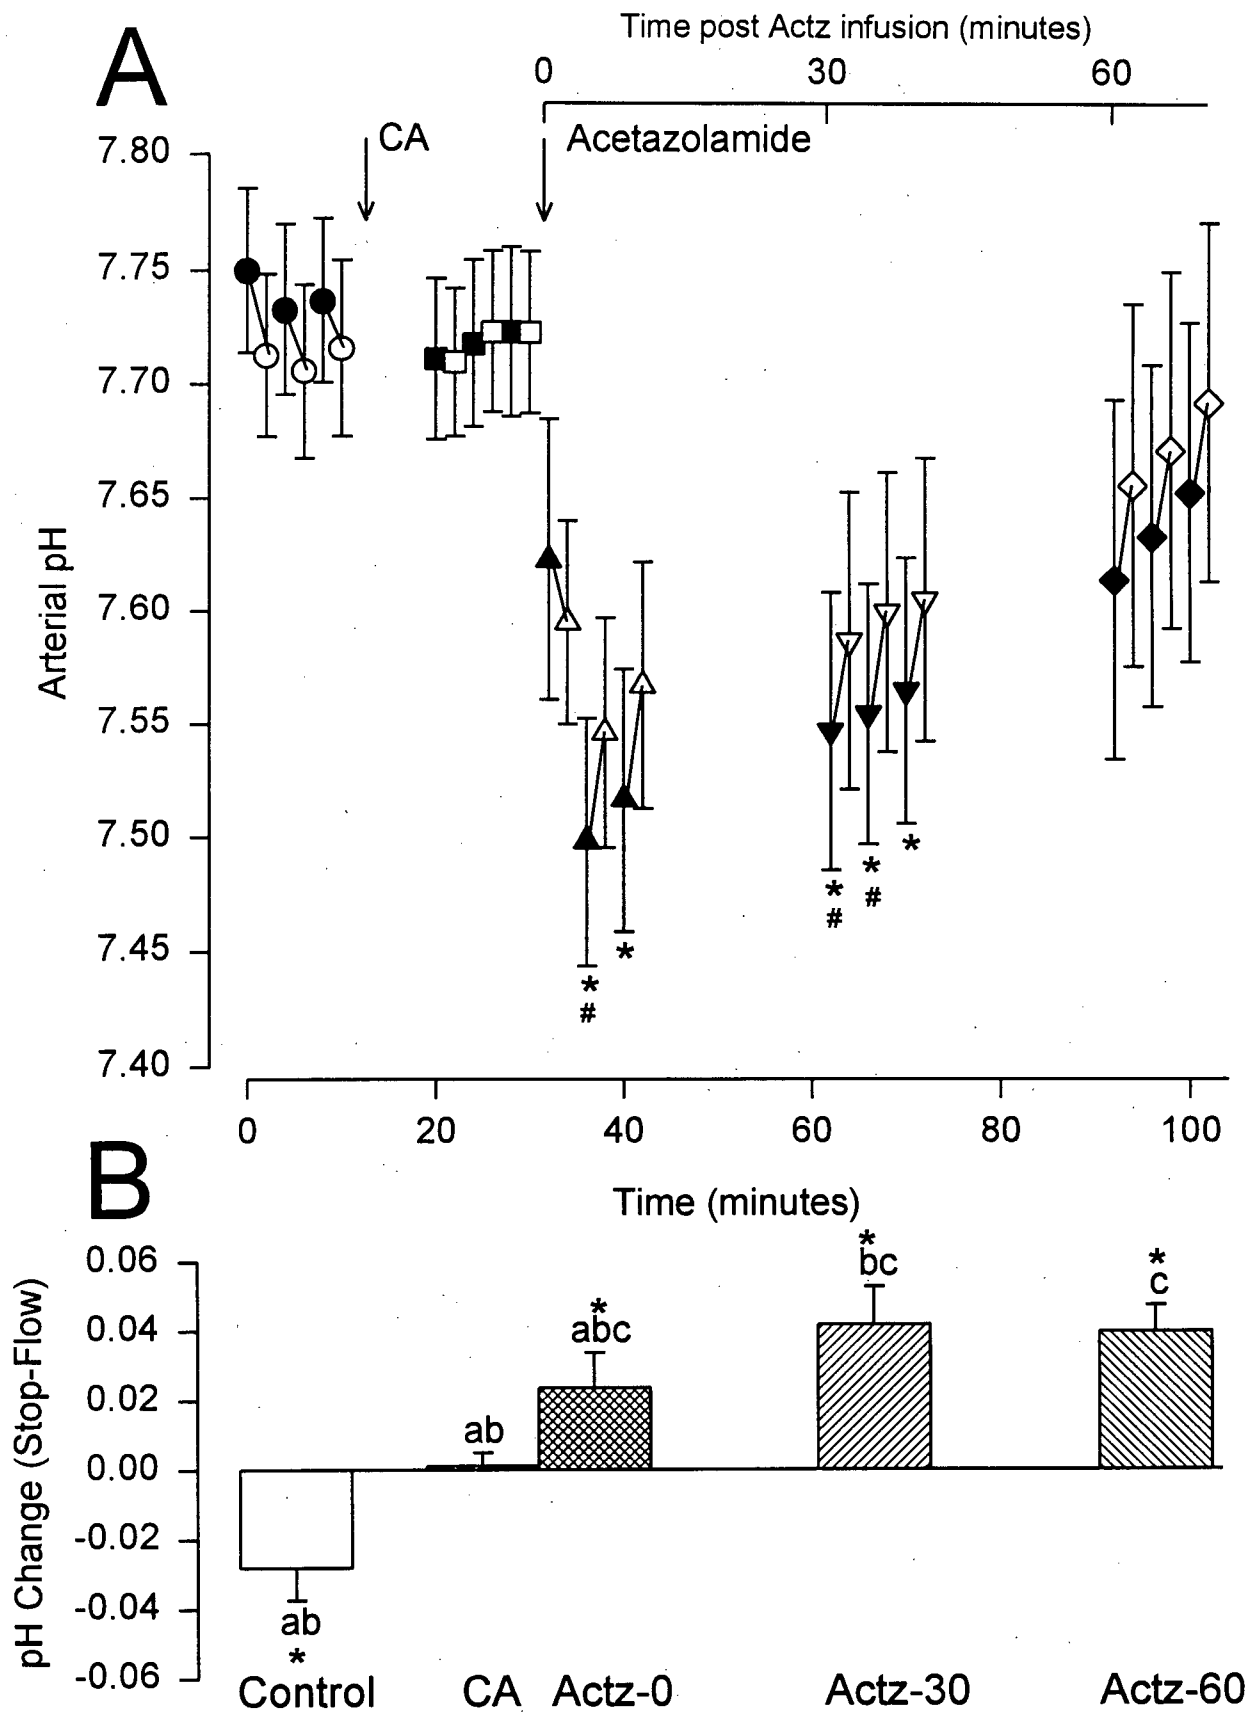 A
Time post Actz infusion (minutes)
0 30 60
CA Acetazolamide
7.80
7.75
7.70
7.65
7.60
7.55
7.50
7.45
7.40
Arterial pH
* #
*
* #
* #
*
0 20 40 60 80 100
Time (minutes)
B
0.06
0.04
0.02
0.00
-0.02
-0.04
-0.06
pH Change (Stop-Flow)
ab
*
ab
*
abc
*
bc
*
c
Control CA Actz-0 Actz-30 Actz-60